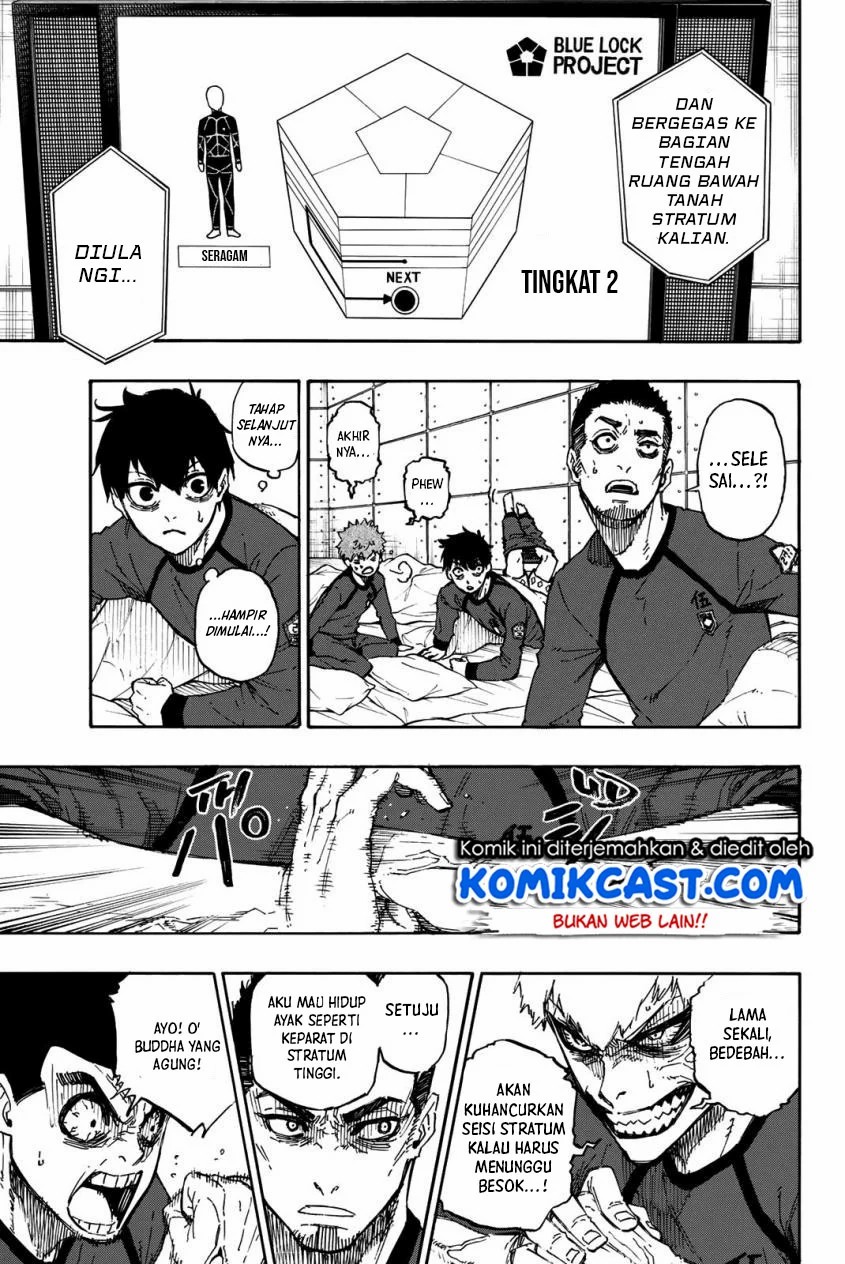 BLUE LOCK
PROJECT
DAN
BERGEGAS KE
BAGIAN
TENGAH
RUANG BAWAH
TANAH
STRATUM
KALIAN.
SERAGAM
NEXT
TINGKAT 2
DIULA
NGI...
...SELE
SAI...?!
AKHIR
NYA...
PHEW
...
伍
TAHAP
SELANJUT
NYA...
...HAMPIR
DIMULAI...!
伍
Komik ini diterjemahkan & diedit oleh
KOMIKCAST.COM
BUKAN WEB LAIN!!
LAMA
SEKALI,
BEDEBAH...
AKAN
KUHANCURKAN
SEISI STRATUM
KALAU HARUS
MENUNGGU
BESOK...!
SETUJU
...
AKU MAU HIDUP
AYAK SEPERTI
KEPARAT DI
STRATUM
TINGGI.
AYO! O'
BUDDHA YANG
AGUNG!